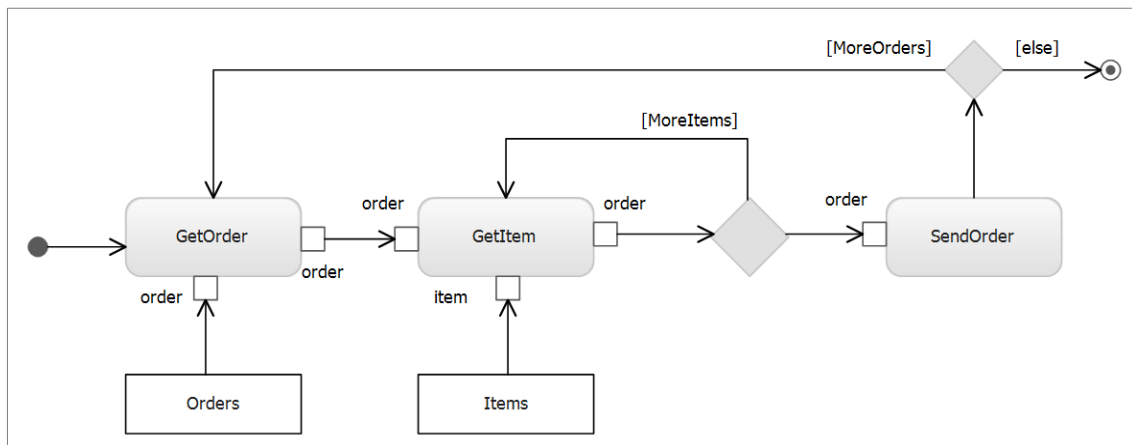 [MoreOrders]
[else]
[MoreItems]
order
order
order
GetOrder
GetItem
SendOrder
order
order
item
Orders
Items